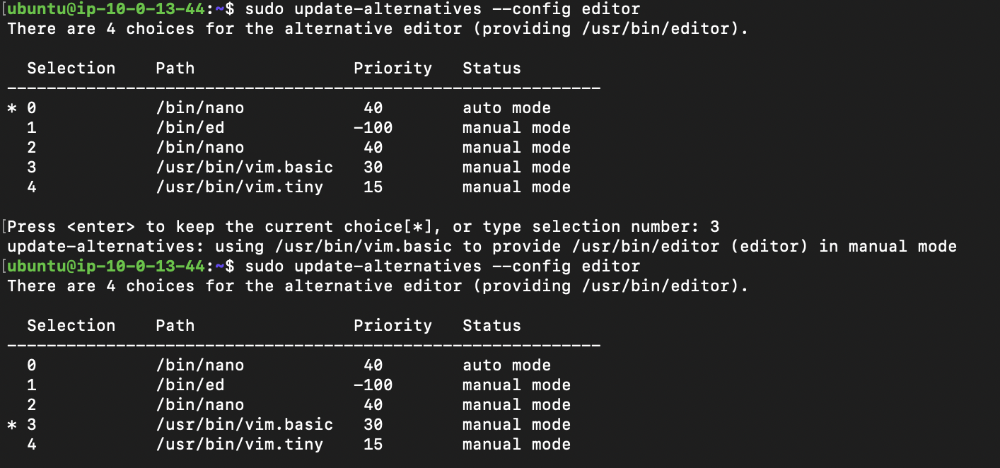 [ubuntu@ip-10-0-13-44:~$ sudo update-alternatives --config editor
There are 4 choices for the alternative editor (providing /usr/bin/editor).
  Selection    Path                Priority   Status
------------------------------------------------------------
* 0            /bin/nano            40        auto mode
  1            /bin/ed             -100       manual mode
  2            /bin/nano            40        manual mode
  3            /usr/bin/vim.basic   30        manual mode
  4            /usr/bin/vim.tiny    15        manual mode
[Press <enter> to keep the current choice[*], or type selection number: 3
update-alternatives: using /usr/bin/vim.basic to provide /usr/bin/editor (editor) in manual mode
[ubuntu@ip-10-0-13-44:~$ sudo update-alternatives --config editor
There are 4 choices for the alternative editor (providing /usr/bin/editor).
  Selection    Path                Priority   Status
------------------------------------------------------------
  0            /bin/nano            40        auto mode
  1            /bin/ed             -100       manual mode
  2            /bin/nano            40        manual mode
* 3            /usr/bin/vim.basic   30        manual mode
  4            /usr/bin/vim.tiny    15        manual mode